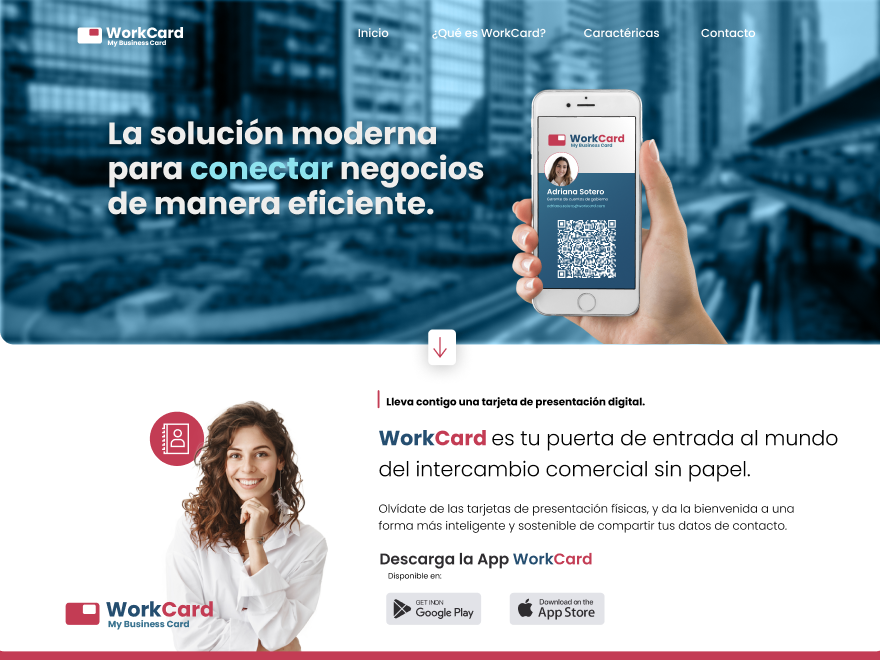 WorkCard
My Business Card
Inicio
¿Qué es WorkCard?
Caractéricas
Contacto
La solución moderna
para conectar negocios
de manera eficiente.
WorkCard
My Business Card
Adriana Sotero
Gerente de cuentas de gobierno
Lleva contigo una tarjeta de presentación digital.
WorkCard es tu puerta de entrada al mundo
del intercambio comercial sin papel.
Olvídate de las tarjetas de presentación físicas, y da la bienvenida a una
forma más inteligente y sostenible de compartir tus datos de contacto.
Descarga la App WorkCard
Disponible en:
GET INDN
Google Play
Download on the
App Store
WorkCard
My Business Card